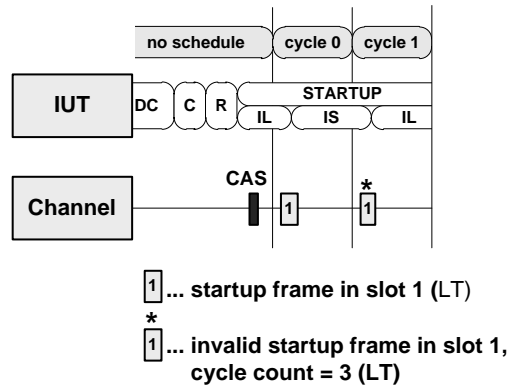 no schedule cycle 0 cycle 1
IUT DC C R STARTUP
IL IS IL
CAS
Channel 1 * 1
1 ... startup frame in slot 1 (LT)
*
1 ... invalid startup frame in slot 1,
cycle count = 3 (LT)